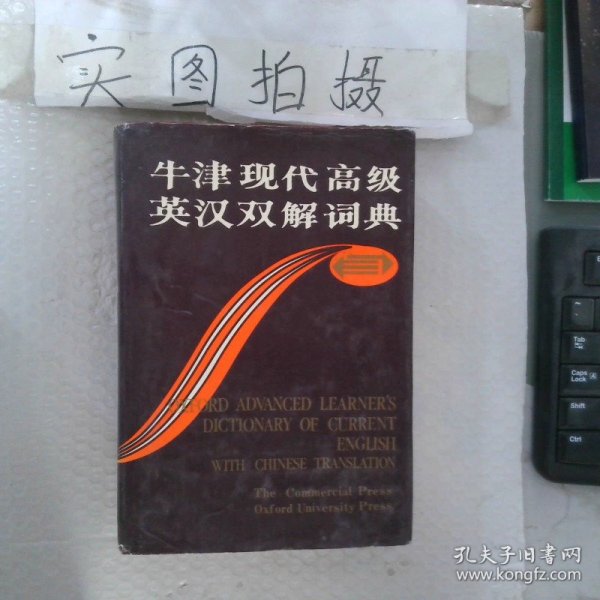 实图拍摄
牛津现代高级
英汉双解词典
OXFORD ADVANCED LEARNER'S
DICTIONARY OF CURRENT
ENGLISH
WITH CHINESE TRANSLATION
The Commercial Press
Oxford University Press
~
Tab
Caps
Lock
Shift
Ctrl
孔夫子旧书网
www.kongfz.com